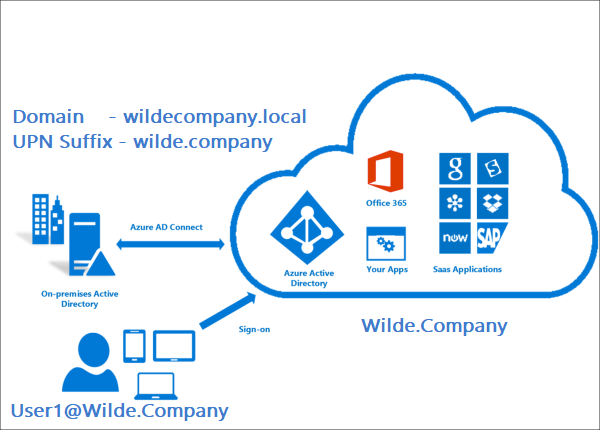 Domain    - wildecompany.local
UPN Suffix - wilde.company
Azure AD Connect
On-premises Active
Directory
Office 365
g
now
SAP
Azure Active
Directory
Your Apps
Saas Applications
Sign-on
Wilde.Company
User1@Wilde.Company